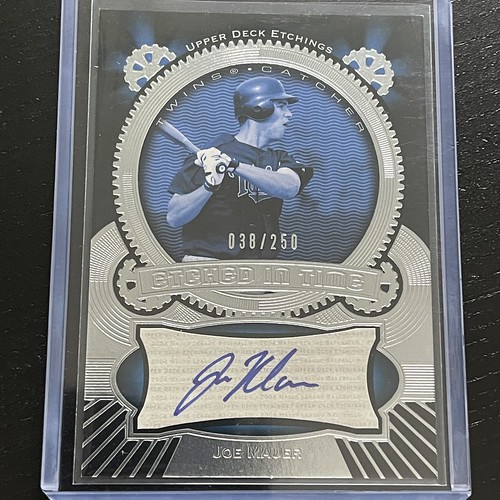 Upper Deck Etchings
Twins® • Catcher
038/250
Etched in Time
Joe Mauer